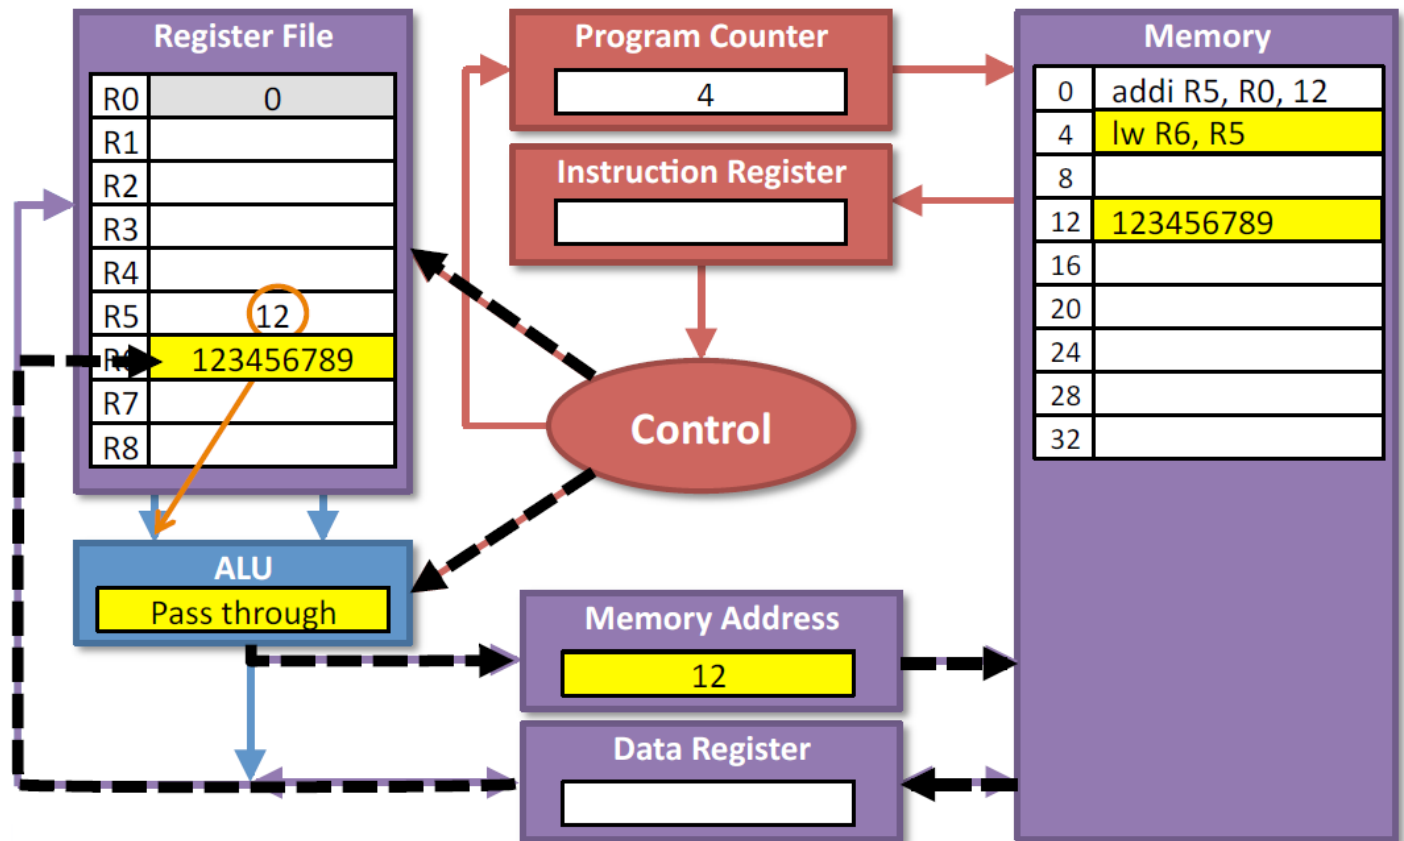 Register File
R0 0
R1
R2
R3
R4
R5 12
123456789
R7
R8
ALU
Pass through
Program Counter
4
Instruction Register
Control
Memory Address
12
Data Register
Memory
0 addi R5, R0, 12
4 lw R6, R5
8
12 123456789
16
20
24
28
32